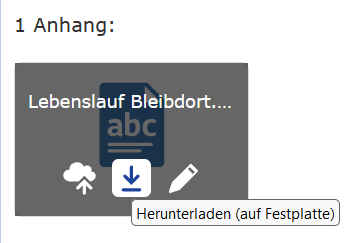 1 Anhang:
Lebenslauf Bleibdort....
abc
Herunterladen (auf Festplatte)